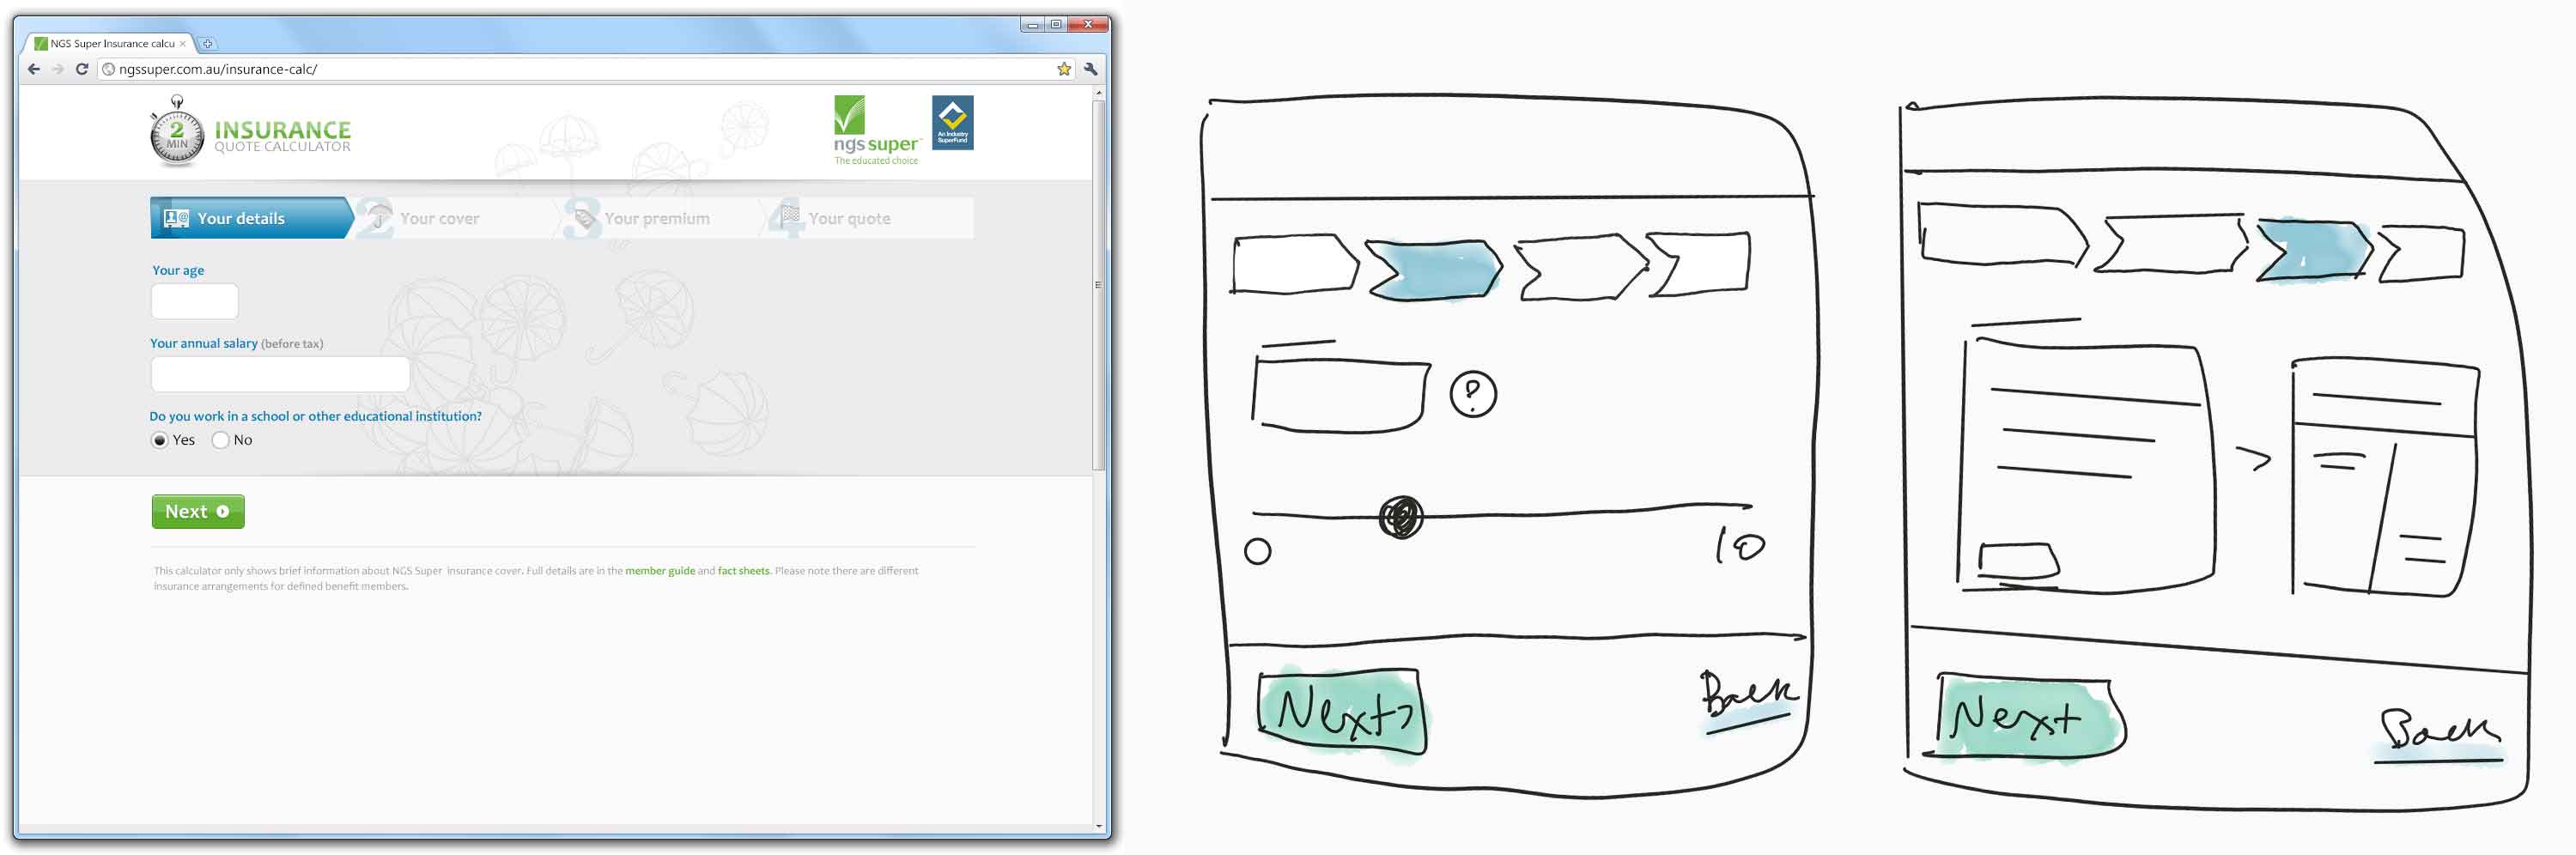 NGS Super Insurance calcu
ngssuper.com.au/insurance-calc/
2
MIN
INSURANCE
QUOTE CALCULATOR
ngs super
The educated choice
An Industry
SuperFund
Your details
2 Your cover
3 Your premium
4 Your quote
Your age
Your annual salary (before tax)
Do you work in a school or other educational institution?
Yes No
Next
This calculator only shows brief information about NGS Super insurance cover. Full details are in the member guide and fact sheets. Please note there are different
insurance arrangements for defined benefit members.
?
0 10
Next>
Back
>
Next
Back